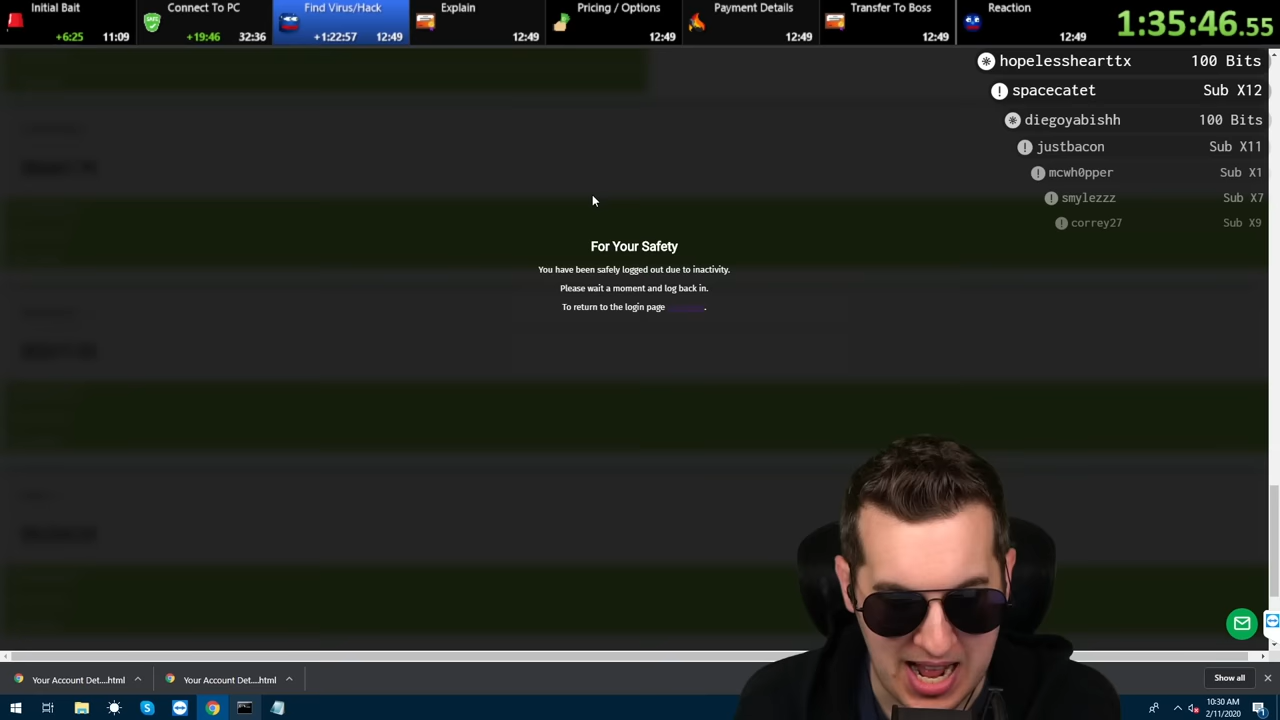 Initial Bait
+6:25 11:09
Connect To PC
SAFE
+19:46 32:36
Find Virus/Hack
+1:22:57 12:49
Explain
12:49
Pricing / Options
12:49
Payment Details
12:49
Transfer To Boss
12:49
Reaction
12:49
1:35:46.55
hopelesshearttx 100 Bits
spacecatet Sub X12
diegoyabishh 100 Bits
justbacon Sub X11
mcwh0pper Sub X1
smylezzz Sub X7
correy27 Sub X9
For Your Safety
You have been safely logged out due to inactivity.
Please wait a moment and log back in.
To return to the login page .
Your Account Det....html
Your Account Det....html
Show all
10:30 AM
2/11/2020